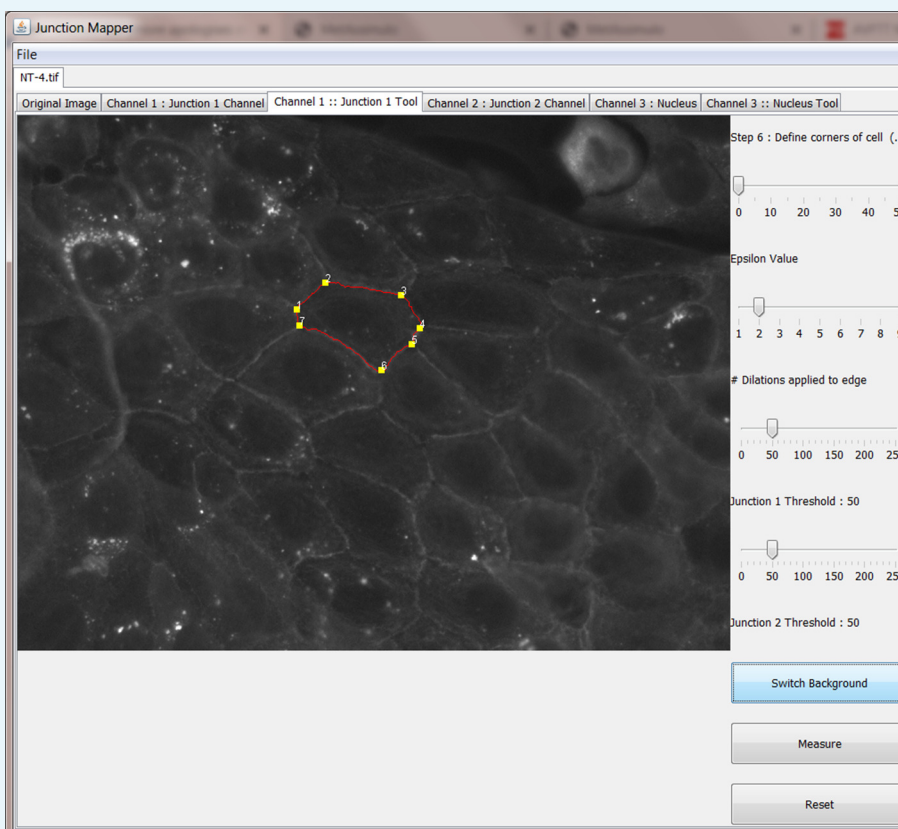 Junction Mapper
File
NT-4.tif
Original Image Channel 1 : Junction 1 Channel Channel 1 :: Junction 1 Tool Channel 2 : Junction 2 Channel Channel 3 : Nucleus Channel 3 :: Nucleus Tool
Step 6 : Define corners of cell (.
0 10 20 30 40 5
Epsilon Value
1 2 3 4 5 6 7 8 9
# Dilations applied to edge
0 50 100 150 200 25
Junction 1 Threshold : 50
0 50 100 150 200 25
Junction 2 Threshold : 50
Switch Background
Measure
Reset
2
3
1
7
4
5
6